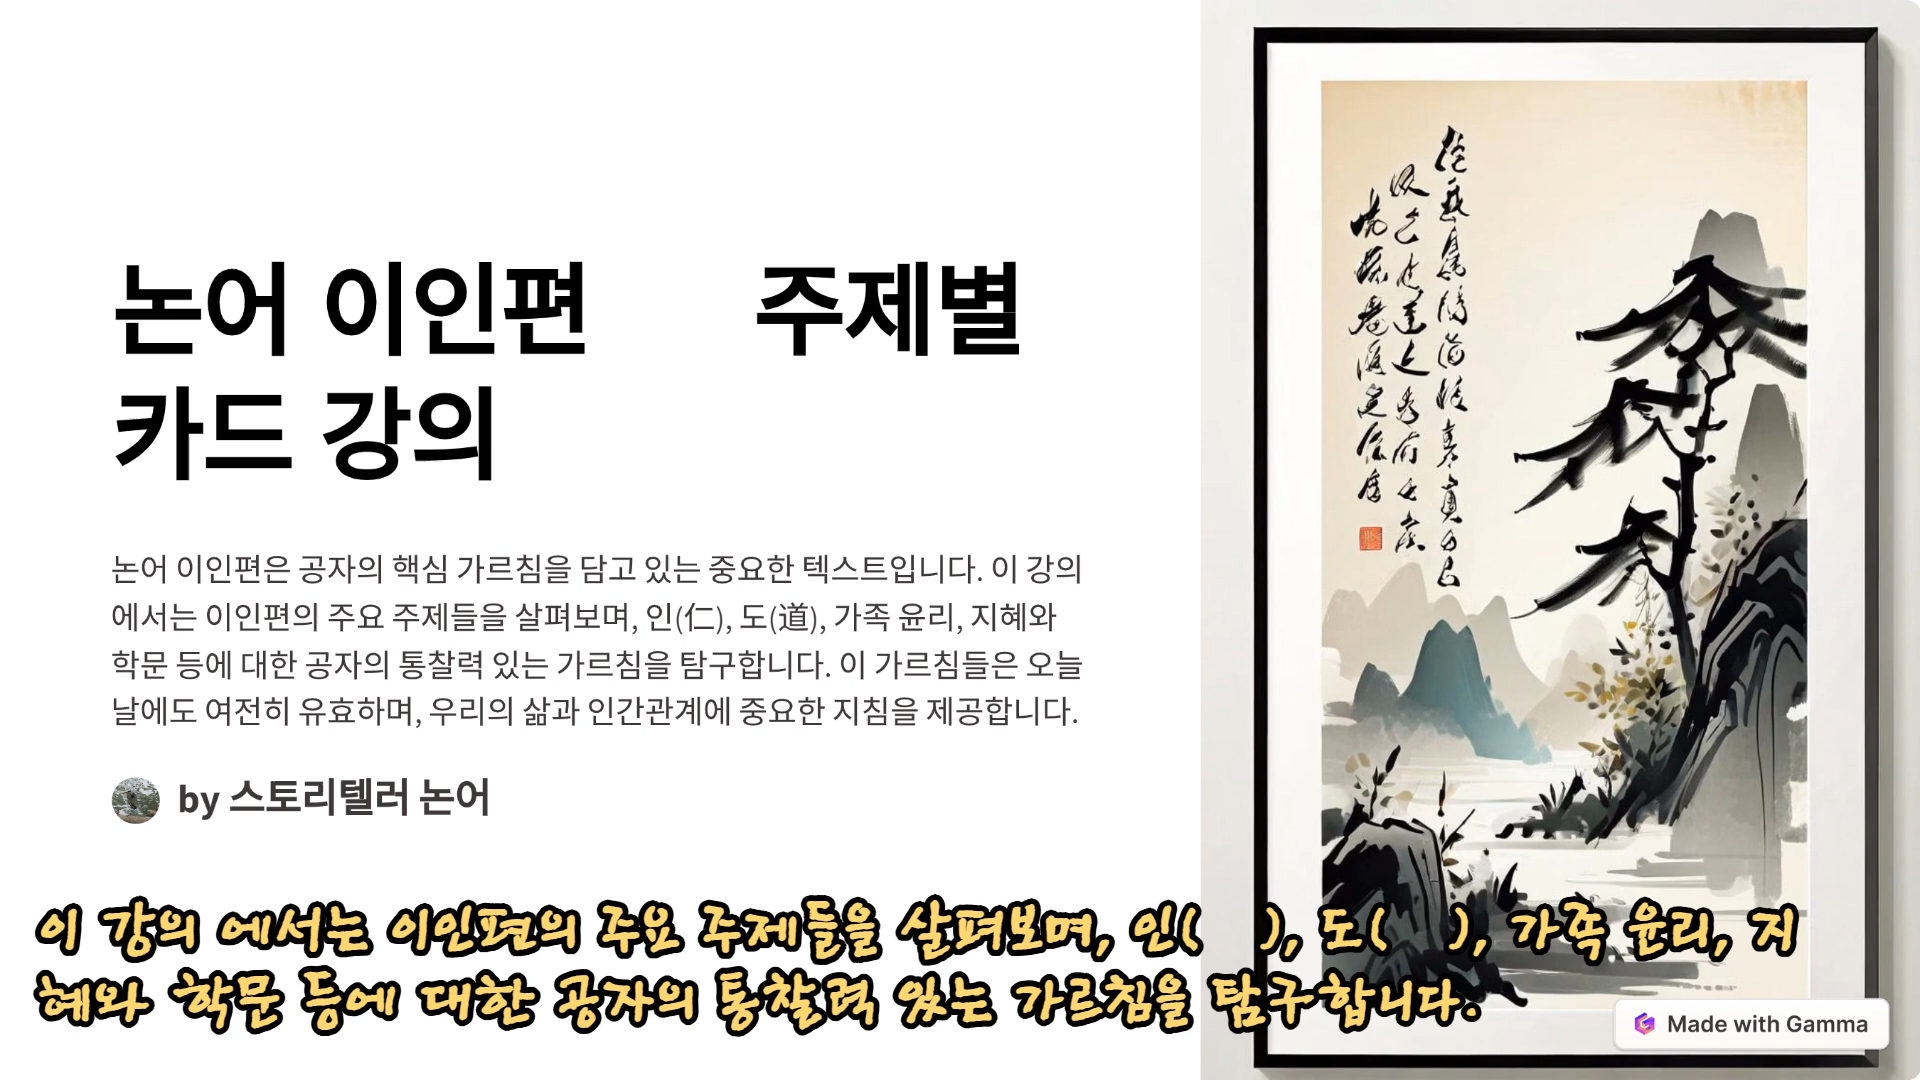 논어 이인편 주제별
카드 강의
논어 이인편은 공자의 핵심 가르침을 담고 있는 중요한 텍스트입니다. 이 강의
에서는 이인편의 주요 주제들을 살펴보며, 인(仁), 도(道), 가족 윤리, 지혜와
학문 등에 대한 공자의 통찰력 있는 가르침을 탐구합니다. 이 가르침들은 오늘
날에도 여전히 유효하며, 우리의 삶과 인간관계에 중요한 지침을 제공합니다.
by 스토리텔러 논어
이 강의 에서는 이인편의 주요 주제들을 살펴보며, 인( ), 도( ), 가족 윤리, 지
혜와 학문 등에 대한 공자의 통찰력 있는 가르침을 탐구합니다.
Made with Gamma